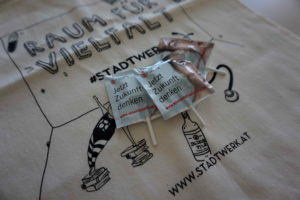 RAUM FÜR
VIELFALT
#STADTWERK
Jetzt
Zukunft
denken
Jetzt
Zukunft
denken
WWW.STADTWERK.AT